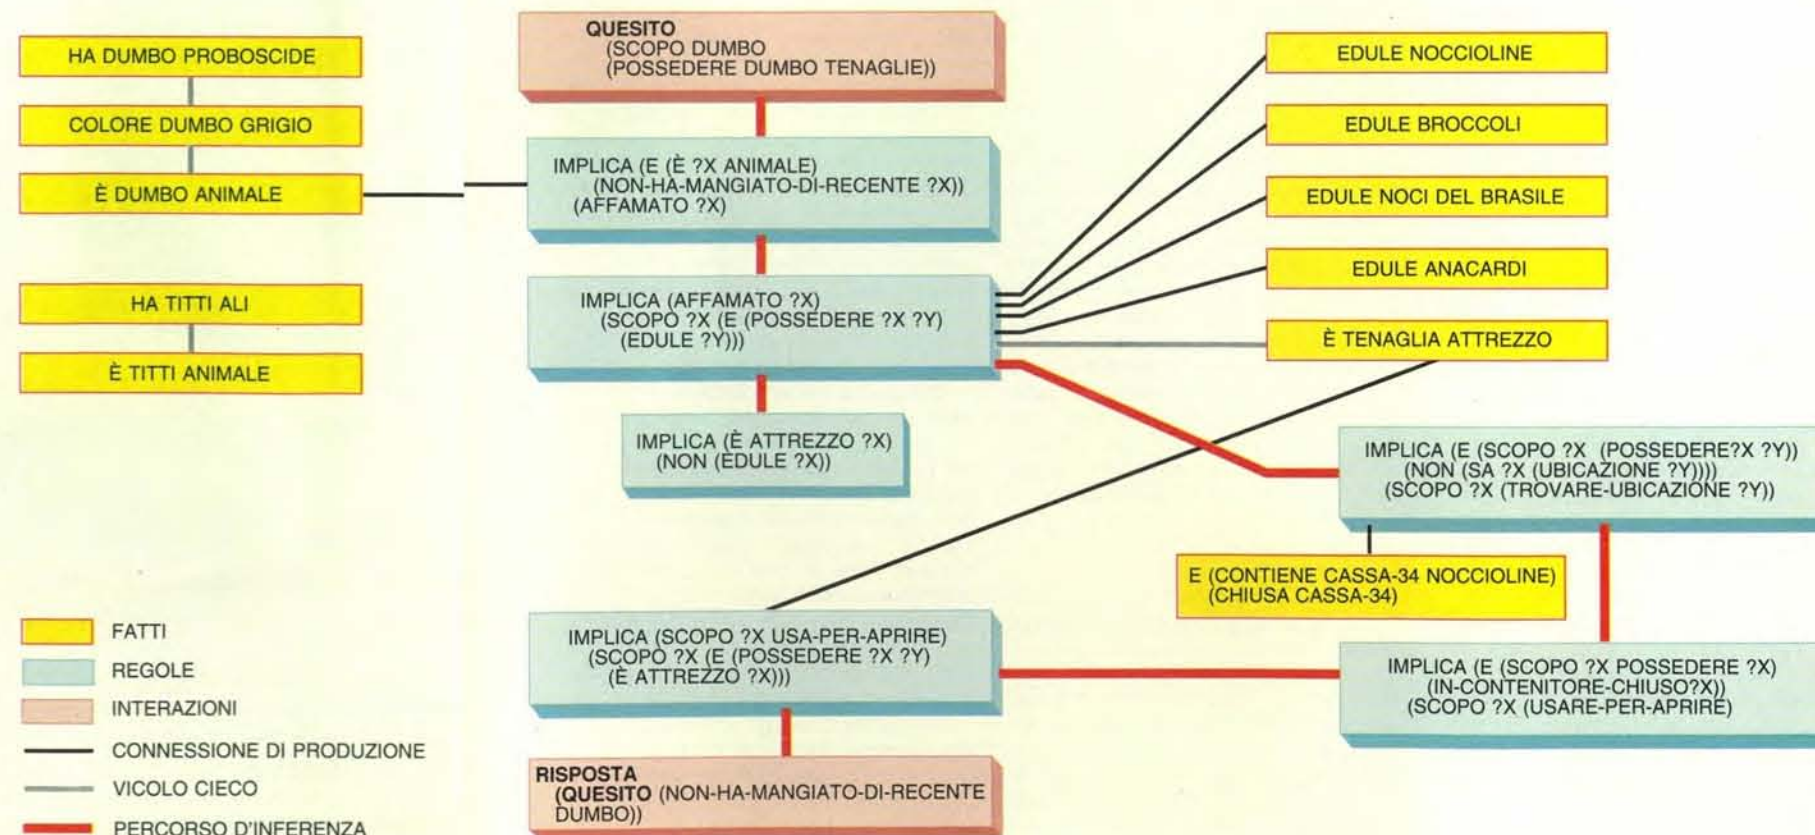 HA DUMBO PROBOSCIDE
COLORE DUMBO GRIGIO
È DUMBO ANIMALE
HA TITTI ALI
È TITTI ANIMALE
QUESITO
(SCOPO DUMBO
(POSSEDERE DUMBO TENAGLIE))
IMPLICA (E (È ?X ANIMALE)
(NON-HA-MANGIATO-DI-RECENTE ?X))
(AFFAMATO ?X)
IMPLICA (AFFAMATO ?X)
(SCOPO ?X (E (POSSEDERE ?X ?Y)
(EDULE ?Y)))
IMPLICA (È ATTREZZO ?X)
(NON (EDULE ?X))
EDULE NOCCIOLINE
EDULE BROCCOLI
EDULE NOCI DEL BRASILE
EDULE ANACARDI
È TENAGLIA ATTREZZO
IMPLICA (E (SCOPO ?X (POSSEDERE?X ?Y))
(NON (SA ?X (UBICAZIONE ?Y))))
(SCOPO ?X (TROVARE-UBICAZIONE ?Y))
E (CONTIENE CASSA-34 NOCCIOLINE)
(CHIUSA CASSA-34)
IMPLICA (E (SCOPO ?X POSSEDERE ?X)
(IN-CONTENITORE-CHIUSO?X))
(SCOPO ?X (USARE-PER-APRIRE)
IMPLICA (SCOPO ?X USA-PER-APRIRE)
(SCOPO ?X (E (POSSEDERE ?X ?Y)
(È ATTREZZO ?X)))
RISPOSTA
(QUESITO (NON-HA-MANGIATO-DI-RECENTE
DUMBO))
FATTI
REGOLE
INTERAZIONI
CONNESSIONE DI PRODUZIONE
VICOLO CIECO
PERCORSO D'INFERENZA